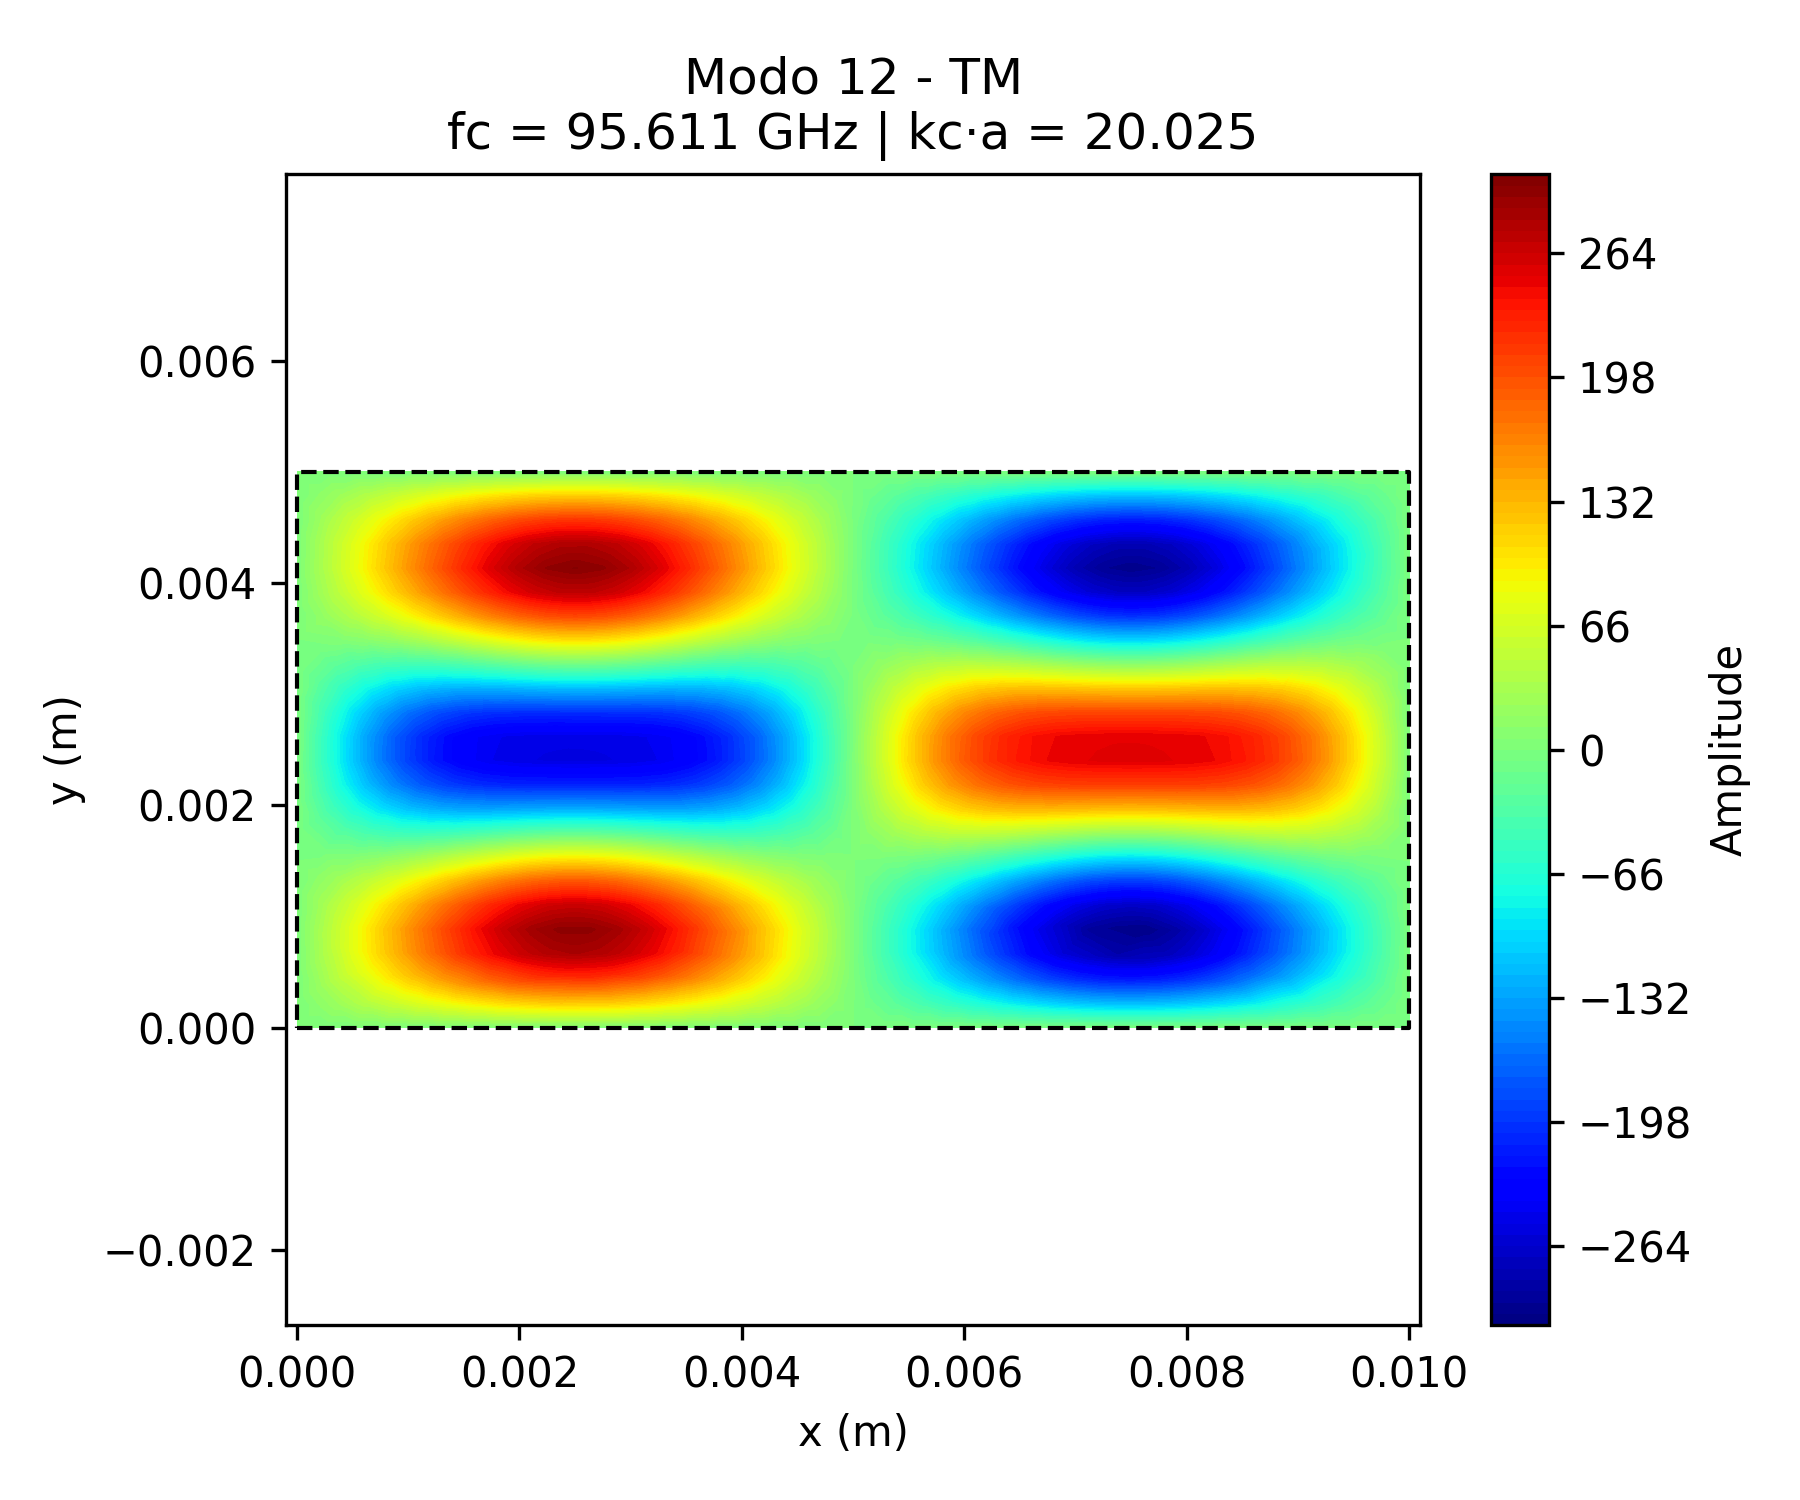 Modo 12 - TM
fc = 95.611 GHz | kc·a = 20.025
0.006
0.004
0.002
0.000
−0.002
y (m)
0.000 0.002 0.004 0.006 0.008 0.010
x (m)
264
198
132
66
0
−66
−132
−198
−264
Amplitude